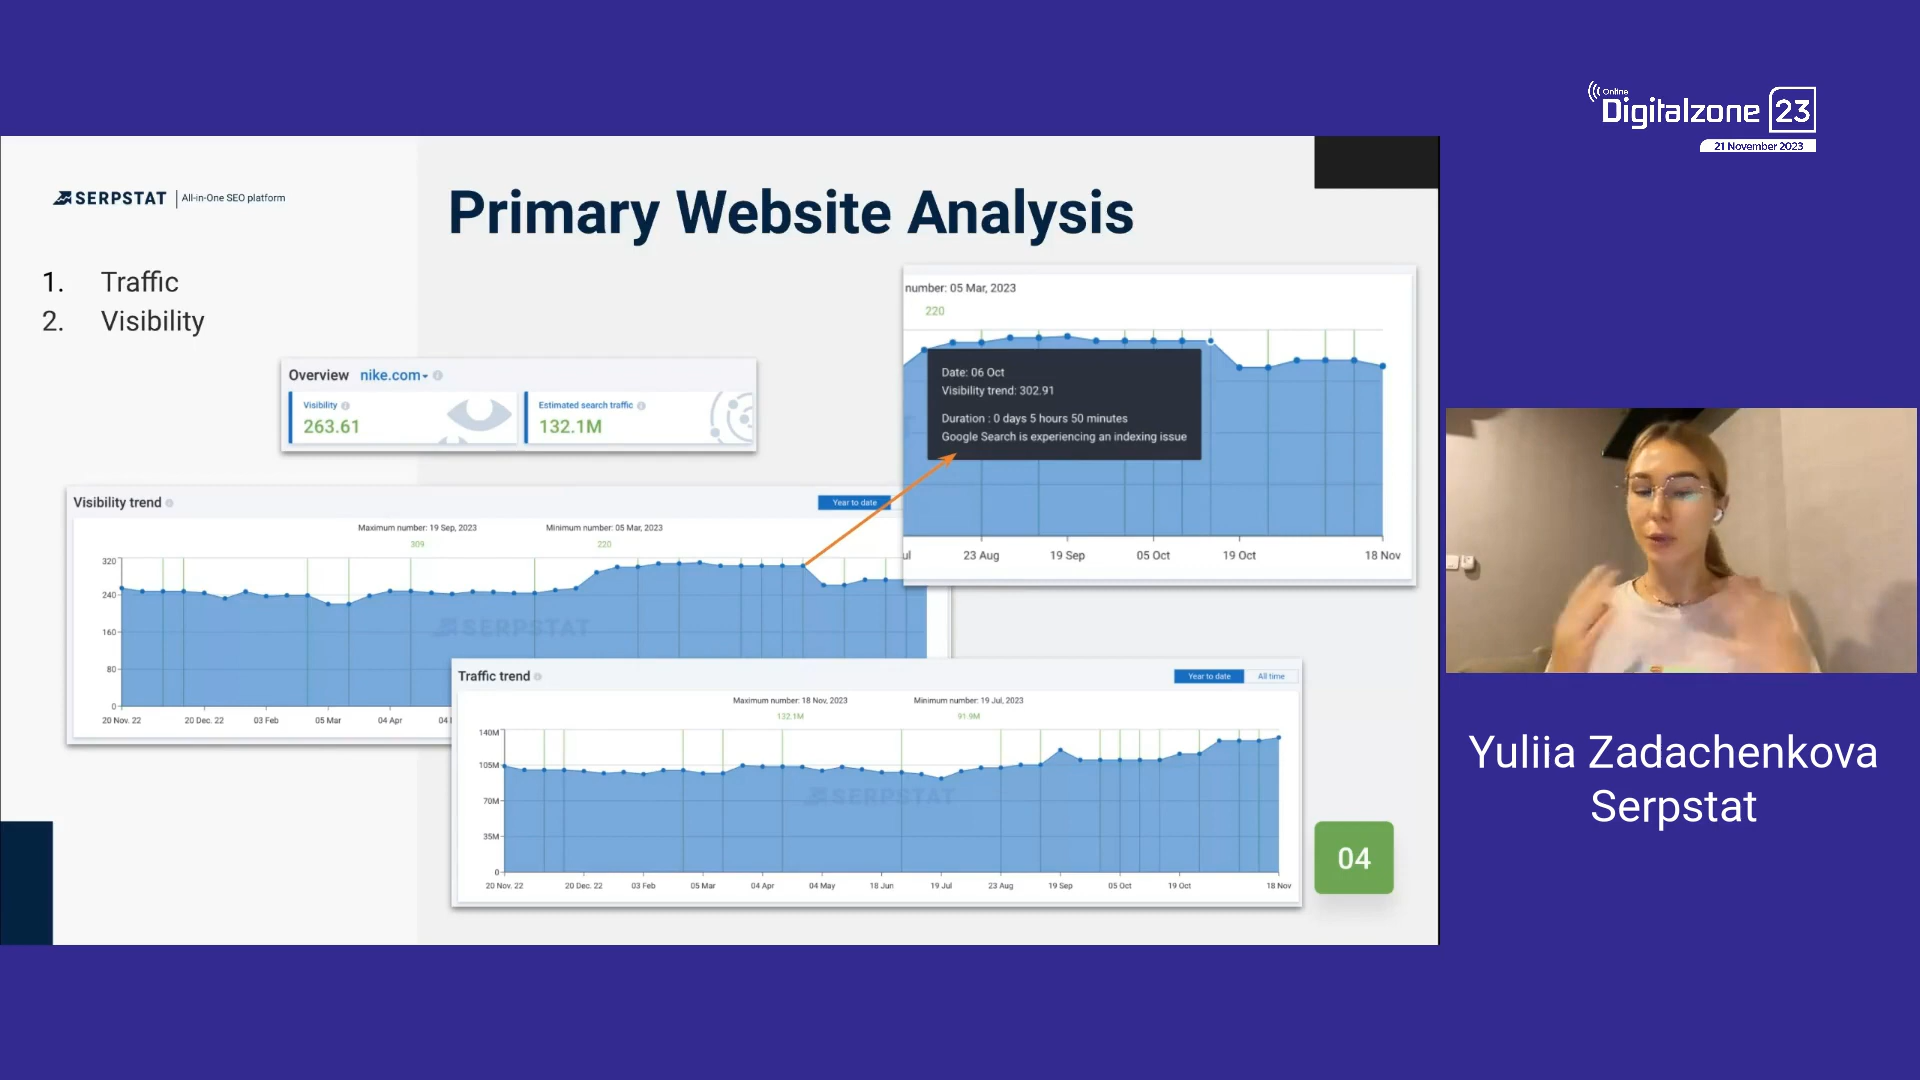 Online
Digitalzone 23
21 November 2023
SERPSTAT All-in-One SEO platform
Primary Website Analysis
1. Traffic
2. Visibility
Overview nike.com
Visibility
263.61
Estimated search traffic
132.1M
number: 05 Mar, 2023
220
Date: 06 Oct
Visibility trend: 302.91
Duration : 0 days 5 hours 50 minutes
Google Search is experiencing an indexing issue
ul 23 Aug 19 Sep 05 Oct 19 Oct 18 Nov
Visibility trend
Year to date
Maximum number: 19 Sep, 2023 Minimum number: 05 Mar, 2023
309 220
320
240
160
80
0
SERPSTAT
20 Nov. 22 20 Dec. 22 03 Feb 05 Mar 04 Apr 04
Traffic trend
Year to date All time
Maximum number: 18 Nov, 2023 Minimum number: 19 Jul, 2023
132.1M 91.9M
140M
105M
70M
35M
0
SERPSTAT
20 Nov. 22 20 Dec. 22 03 Feb 05 Mar 04 Apr 04 May 18 Jun 19 Jul 23 Aug 19 Sep 05 Oct 19 Oct 18 Nov
04
Yuliia Zadachenkova
Serpstat